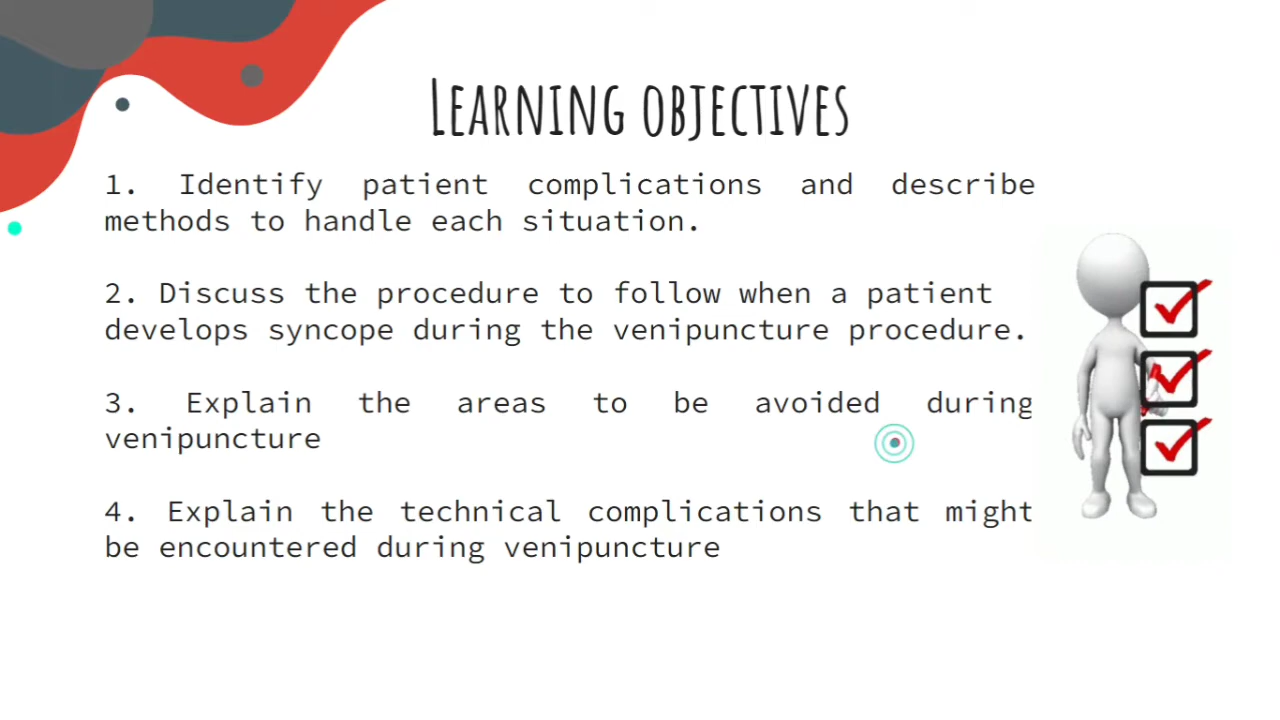 Learning objectives
1. Identify patient complications and describe
methods to handle each situation.
2. Discuss the procedure to follow when a patient
develops syncope during the venipuncture procedure.
3. Explain the areas to be avoided during
venipuncture
4. Explain the technical complications that might
be encountered during venipuncture